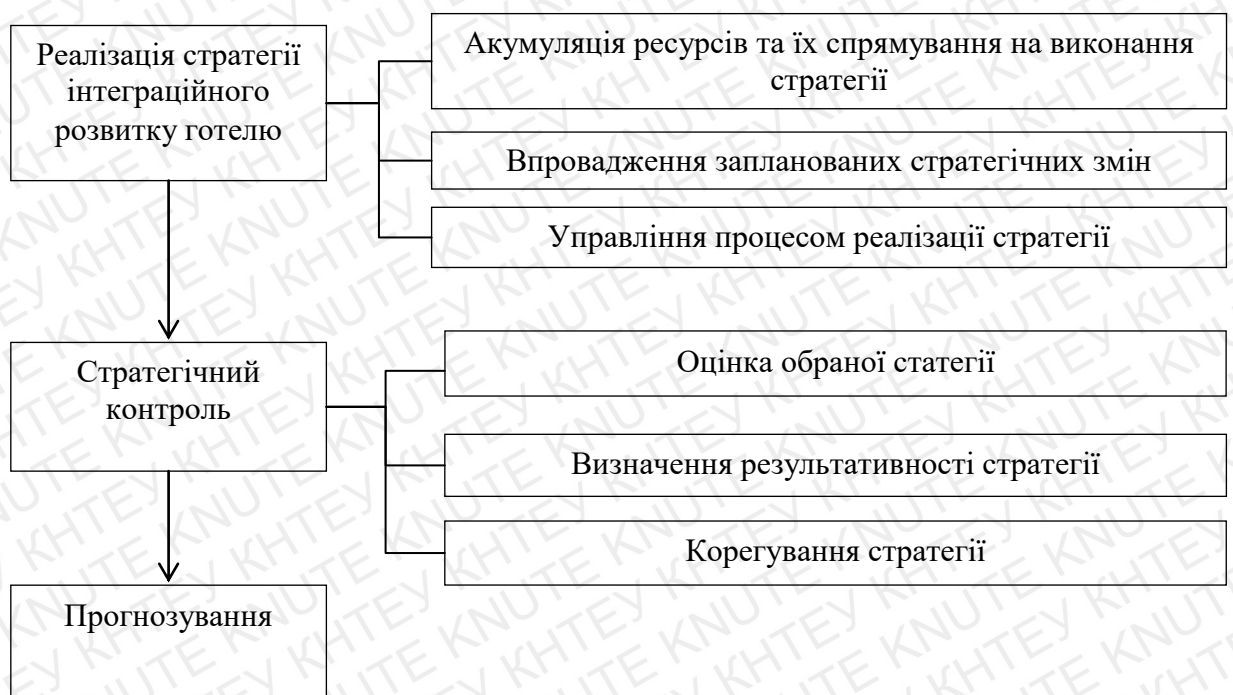 Реалізація стратегії
інтеграційного
розвитку готелю
Акумуляція ресурсів та їх спрямування на виконання
стратегії
Впровадження запланованих стратегічних змін
Управління процесом реалізації стратегії
Стратегічний
контроль
Оцінка обраної статегії
Визначення результативності стратегії
Корегування стратегії
Прогнозування